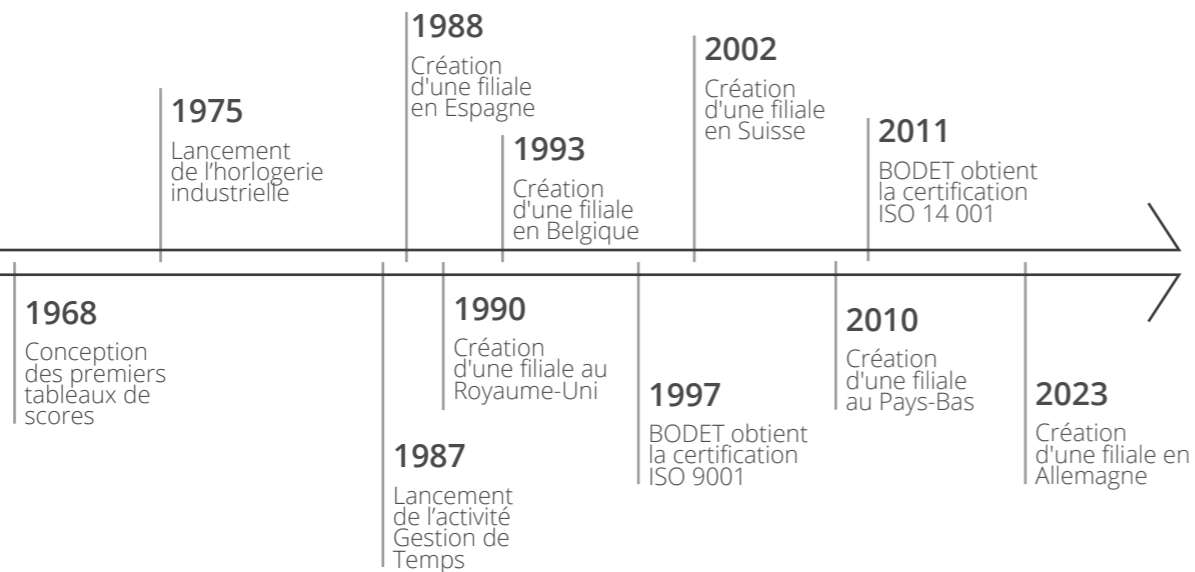 1988
Création
d'une filiale
en Espagne
2002
Création
d'une filiale
en Suisse
1975
Lancement
de l’horlogerie
industrielle
1993
Création
d'une filiale
en Belgique
2011
BODET obtient
la certification
ISO 14 001
1968
Conception
des premiers
tableaux de
scores
1990
Création
d'une filiale au
Royaume-Uni
2010
Création
d'une filiale
au Pays-Bas
1997
BODET obtient
la certification
ISO 9001
2023
Création
d'une filiale en
Allemagne
1987
Lancement
de l’activité
Gestion de
Temps